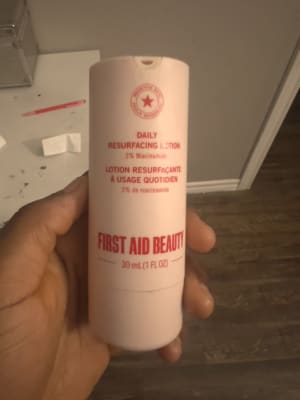 DAILY
RESURFACING LOTION
2% Niacinamide
LOTION RESURFAÇANTE
À USAGE QUOTIDIEN
2% de niacinamide
FIRST AID BEAUTY
30 mL (1 FL OZ)